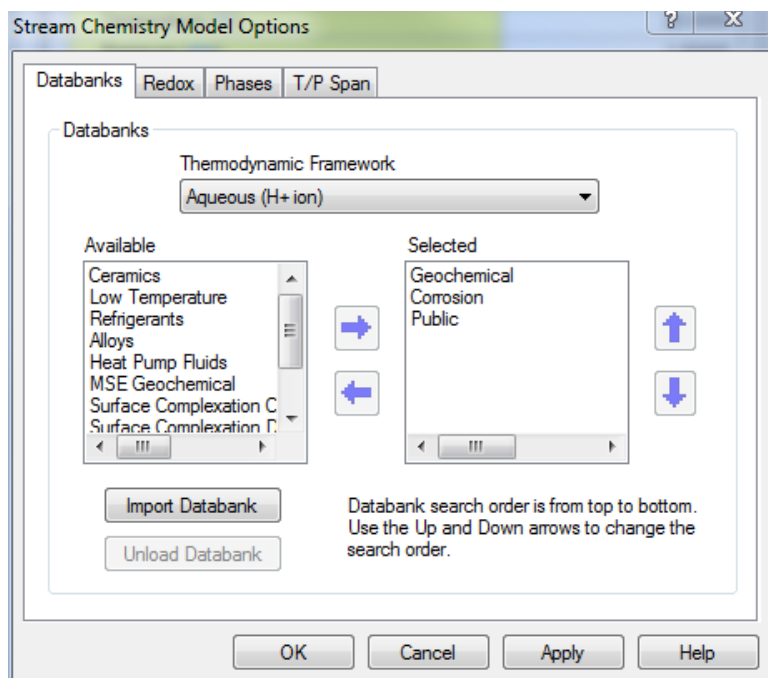 Stream Chemistry Model Options
Databanks Redox Phases T/P Span
Databanks
Thermodynamic Framework
Aqueous (H+ ion)
Available
Ceramics
Low Temperature
Refrigerants
Alloys
Heat Pump Fluids
MSE Geochemical
Surface Complexation C
Surface Complexation D
Selected
Geochemical
Corrosion
Public
Import Databank
Unload Databank
Databank search order is from top to bottom.
Use the Up and Down arrows to change the
search order.
OK Cancel Apply Help